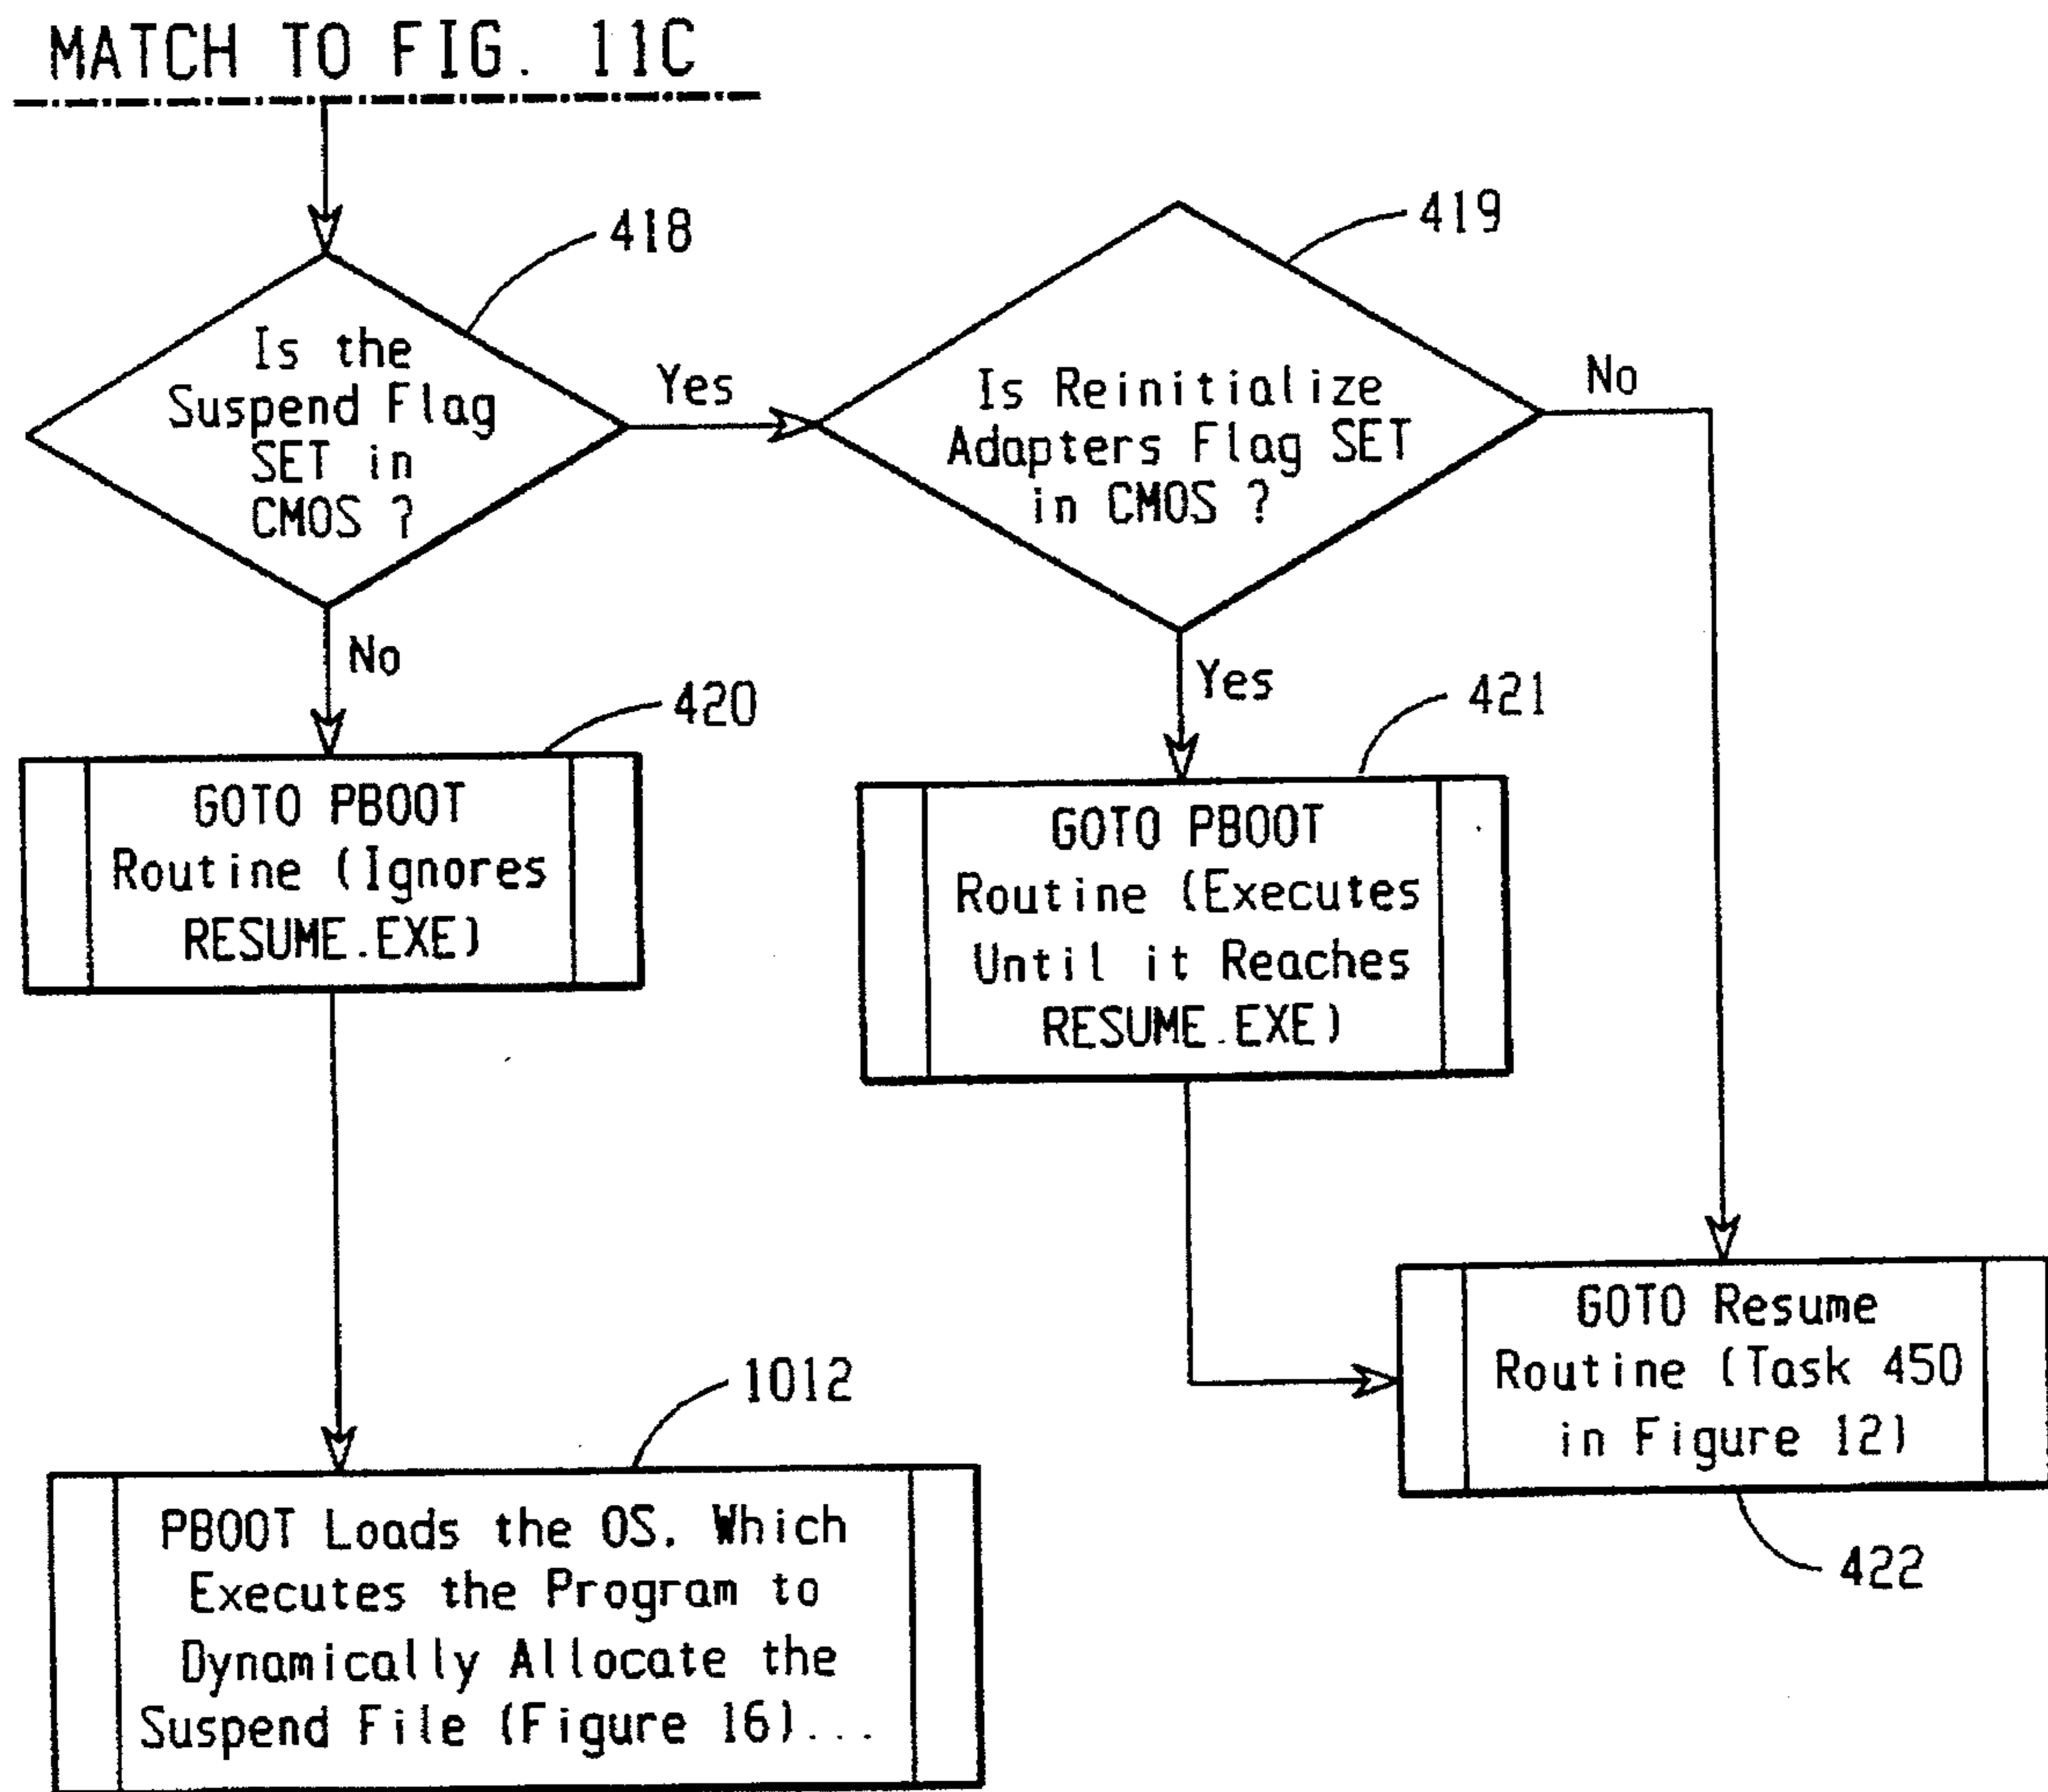 MATCH TO FIG. 11C
418
Is the
Suspend Flag
SET in
CMOS ?
Yes
No
419
Is Reinitialize
Adapters Flag SET
in CMOS ?
No
Yes
420
GOTO PBOOT
Routine (Ignores
RESUME.EXE)
421
GOTO PBOOT
Routine (Executes
Until it Reaches
RESUME.EXE)
1012
PBOOT Loads the OS, Which
Executes the Program to
Dynamically Allocate the
Suspend File (Figure 16)...
GOTO Resume
Routine (Task 450
in Figure 12)
422